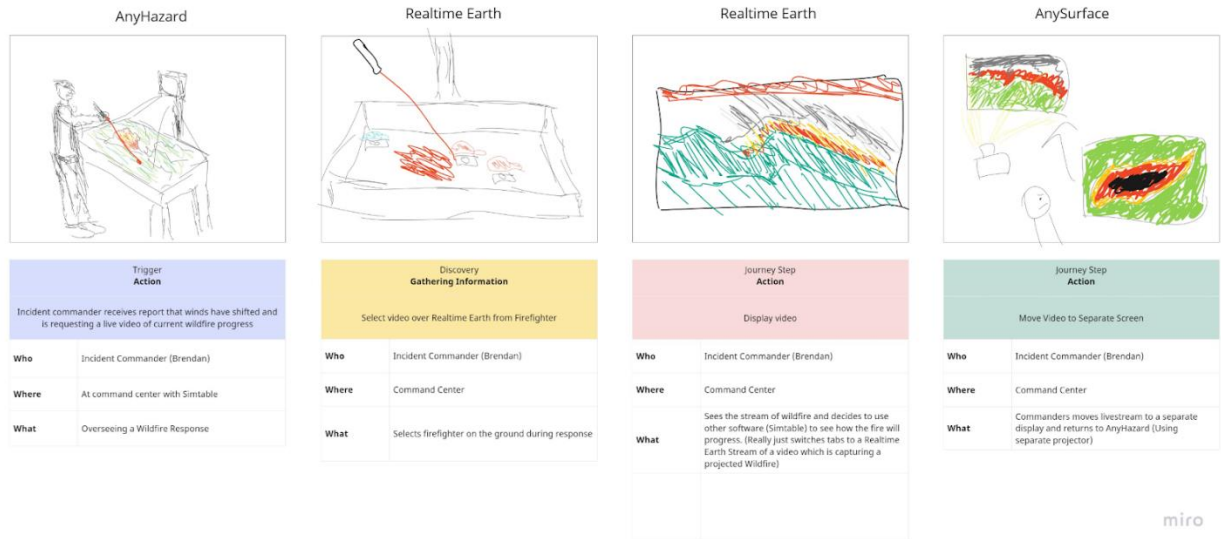 AnyHazard
Trigger
Action
Incident commander receives report that winds have shifted and
is requesting a live video of current wildfire progress
Who
Incident Commander (Brendan)
Where
At command center with Simtable
What
Overseeing a Wildfire Response
Realtime Earth
Discovery
Gathering Information
Select video over Realtime Earth from Firefighter
Who
Incident Commander (Brendan)
Where
Command Center
What
Selects firefighter on the ground during response
Realtime Earth
Journey Step
Action
Display video
Who
Incident Commander (Brendan)
Where
Command Center
What
Sees the stream of wildfire and decides to use
other software (Simtable) to see how the fire will
progress. (Really just switches tabs to a Realtime
Earth Stream of a video which is capturing a
projected Wildfire)
AnySurface
Journey Step
Action
Move Video to Separate Screen
Who
Incident Commander (Brendan)
Where
Command Center
What
Commanders moves livestream to a separate
display and returns to AnyHazard (Using
separate projector)
miro